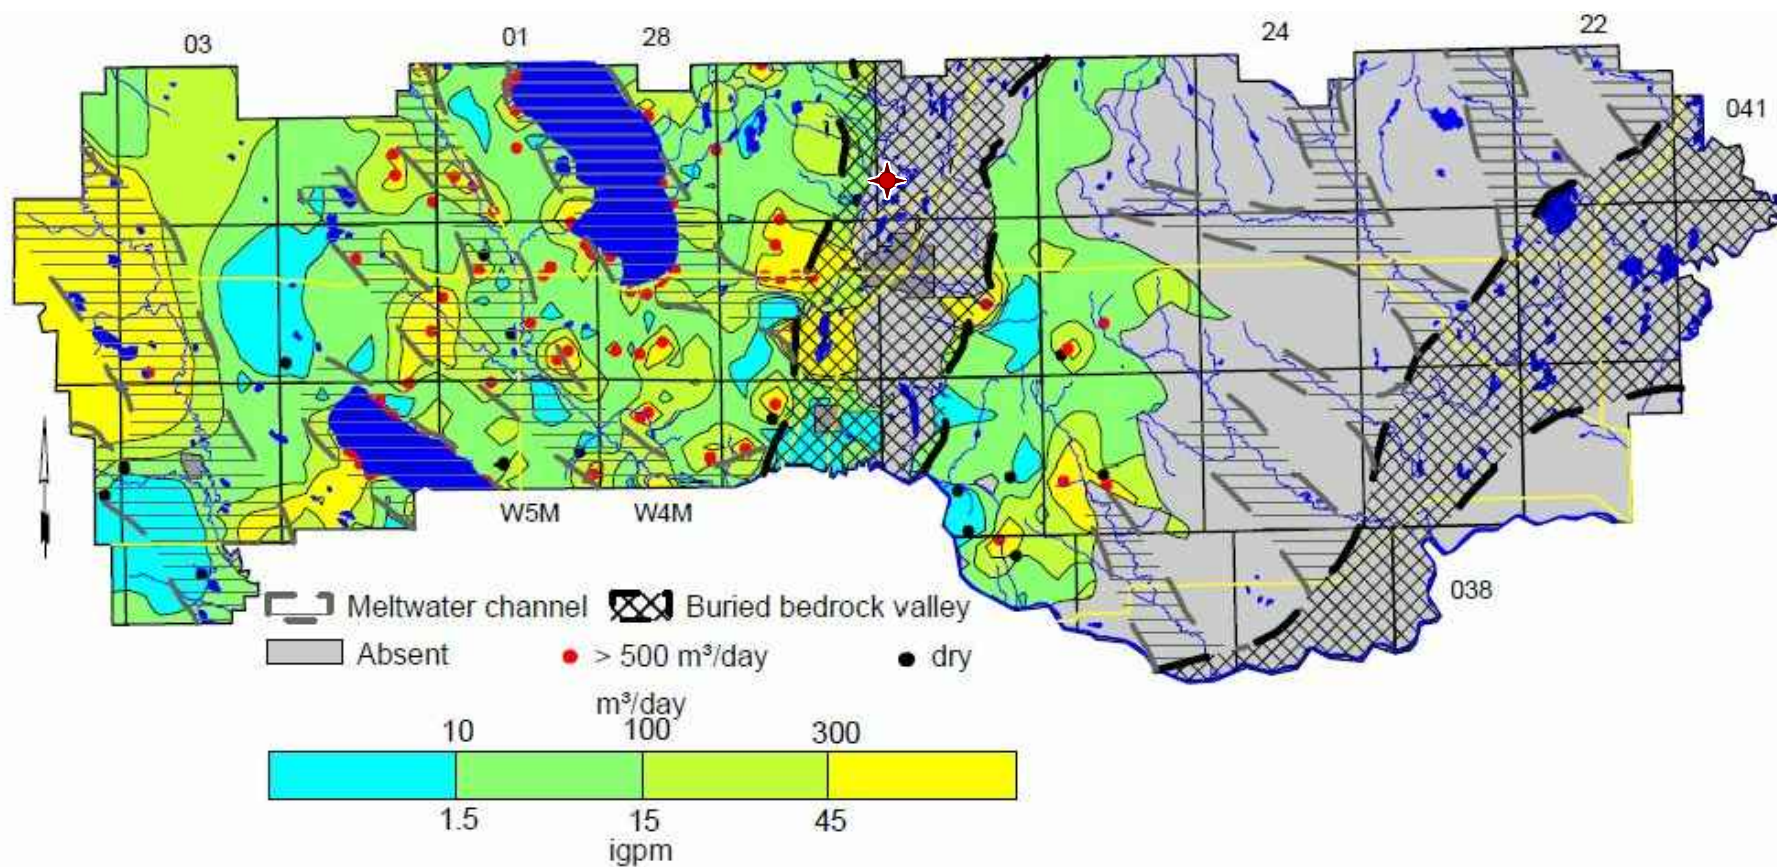 03
01
28
24
22
041
W5M
W4M
038
Meltwater channel
Buried bedrock valley
Absent
> 500 m³/day
dry
m³/day
10
100
300
1.5
15
45
igpm